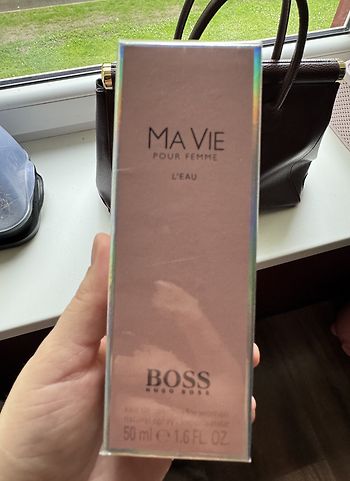 MA VIE
POUR FEMME
L'EAU
BOSS
HUGO BOSS
50 ml ℮ 1.6 FL. OZ.